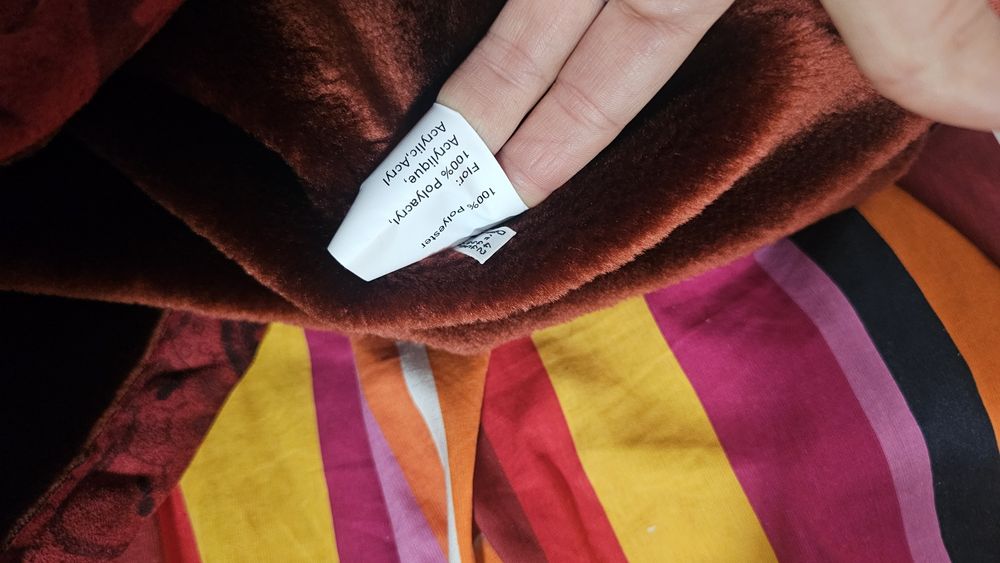 100% Polyester
Flor:
100% Polyacryl,
Acrylique,
Acrylic,Acryl